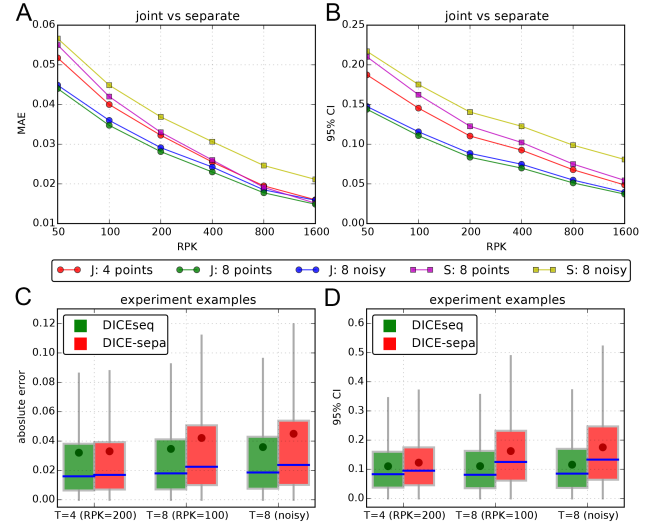 A
joint vs separate
0.06
0.05
0.04
0.03
0.02
0.01
MAE
50 100 200 400 800 1600
RPK
B
joint vs separate
0.25
0.20
0.15
0.10
0.05
0.00
95% CI
50 100 200 400 800 1600
RPK
J: 4 points J: 8 points J: 8 noisy S: 8 points S: 8 noisy
C
experiment examples
DICEseq
DICE-sepa
0.12
0.10
0.08
0.06
0.04
0.02
0.00
aboslute error
T=4 (RPK=200) T=8 (RPK=100) T=8 (noisy)
D
experiment examples
DICEseq
DICE-sepa
0.6
0.5
0.4
0.3
0.2
0.1
0.0
95% CI
T=4 (RPK=200) T=8 (RPK=100) T=8 (noisy)